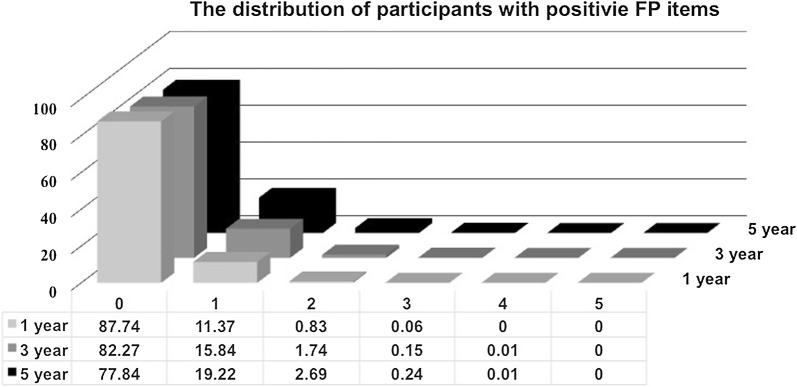 The distribution of participants with positivie FP items
100
80
60
40
20
0
5 year
3 year
1 year
0 1 2 3 4 5
1 year 87.74 11.37 0.83 0.06 0 0
3 year 82.27 15.84 1.74 0.15 0.01 0
5 year 77.84 19.22 2.69 0.24 0.01 0